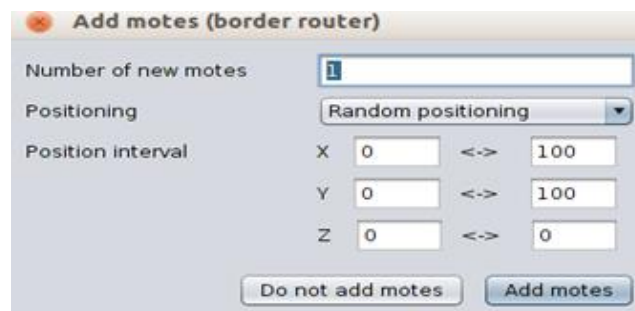 Add motes (border router)
Number of new motes 1
Positioning Random positioning
Position interval X 0 <-> 100
Y 0 <-> 100
Z 0 <-> 0
Do not add motes Add motes